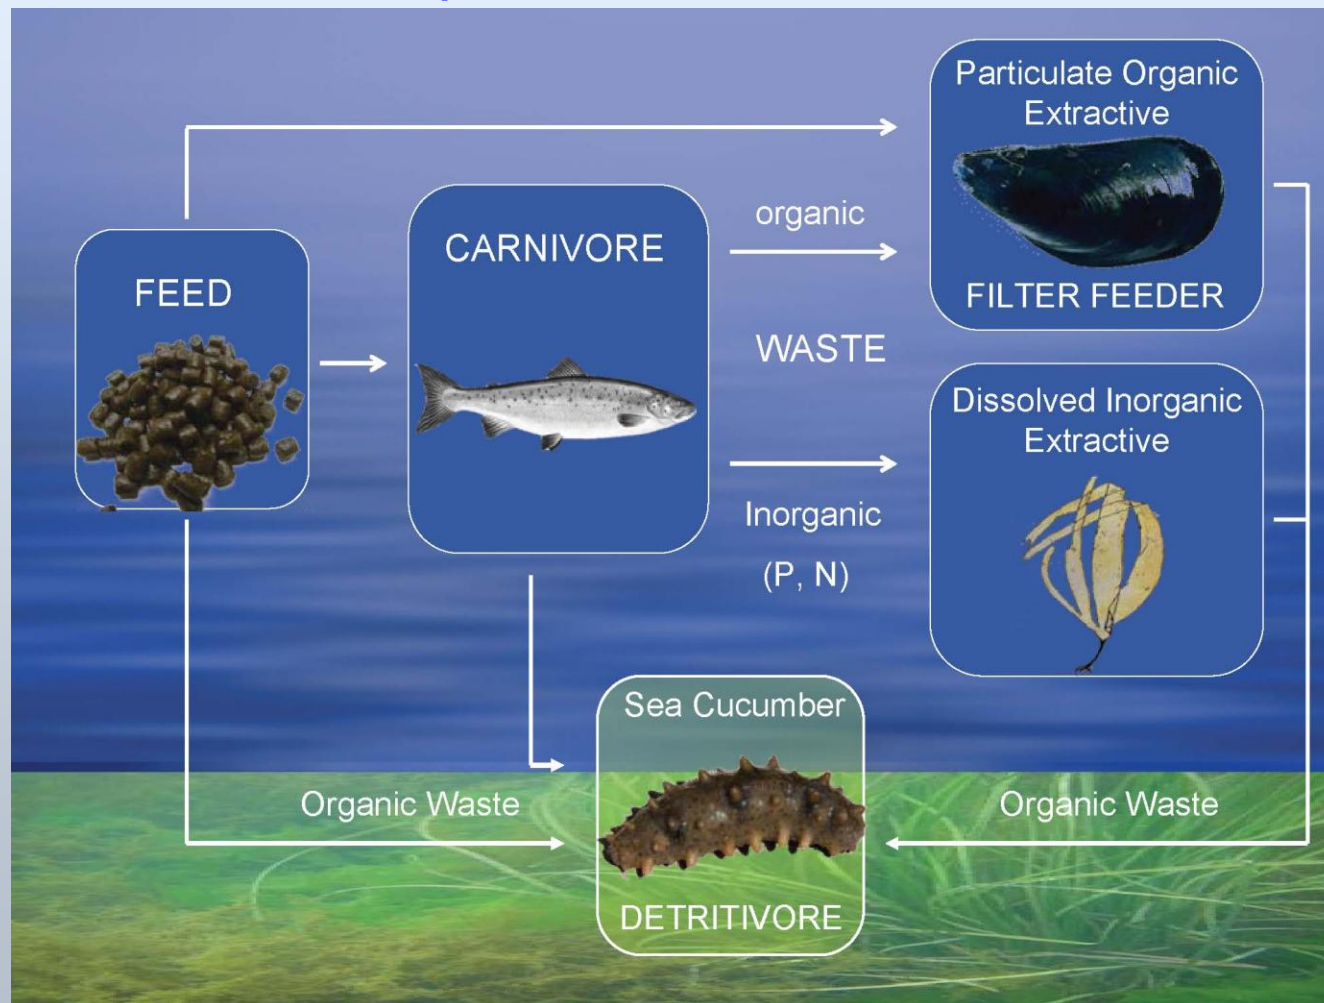 FEED
CARNIVORE
organic
WASTE
Inorganic
(P, N)
Particulate Organic
Extractive
FILTER FEEDER
Dissolved Inorganic
Extractive
Sea Cucumber
DETRITIVORE
Organic Waste
Organic Waste